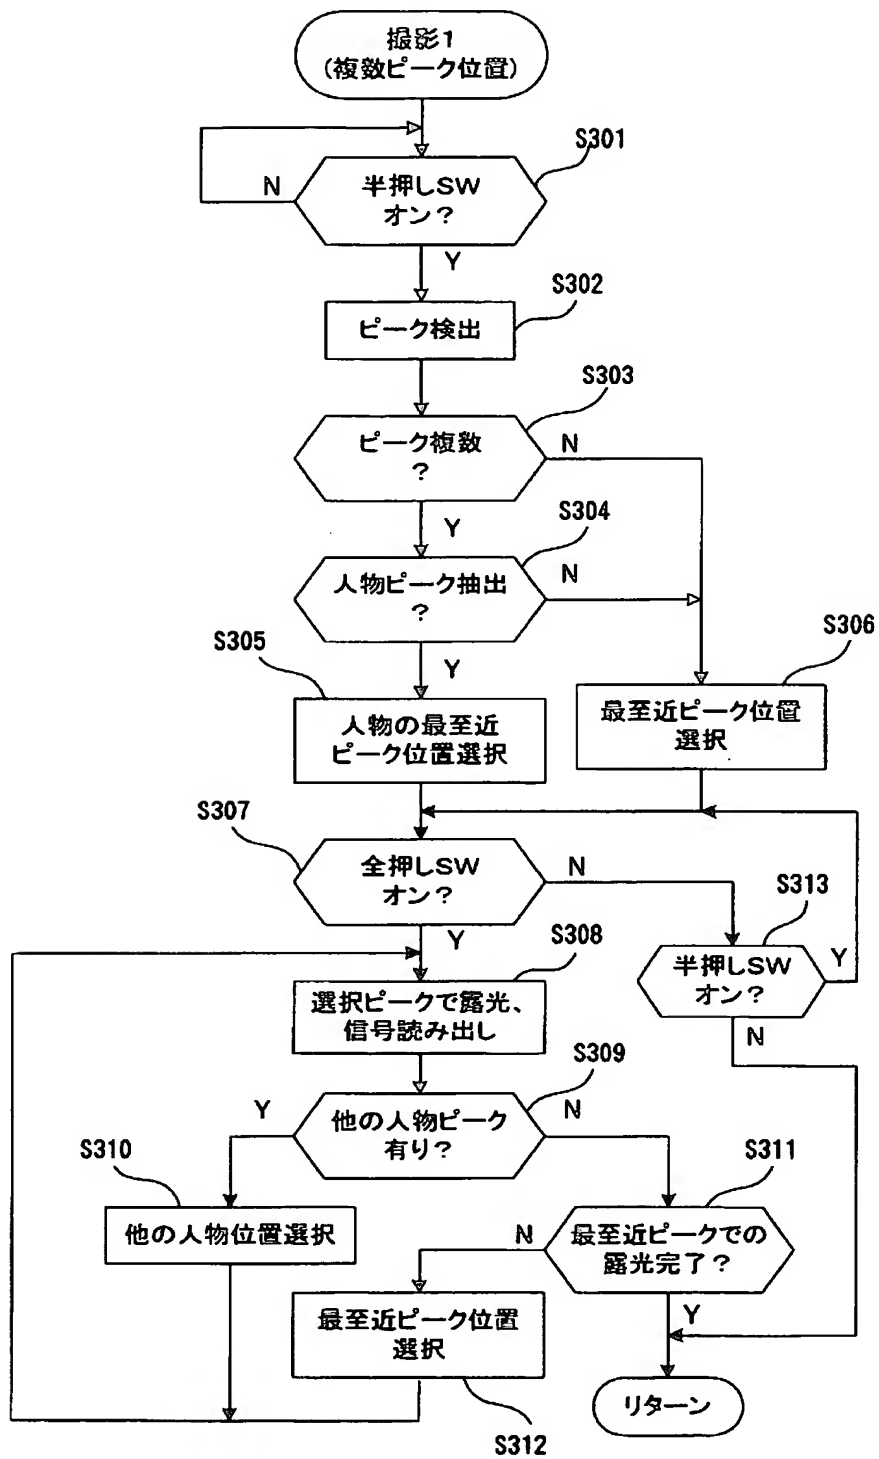 撮影1
(複数ピーク位置)
S301
半押しSW
オン?
N
Y
S302
ピーク検出
S303
ピーク複数
?
N
Y
S304
人物ピーク抽出
?
N
Y
S305
人物の最至近
ピーク位置選択
S306
最至近ピーク位置
選択
S307
全押しSW
オン?
N
Y
S313
半押しSW
オン?
Y
N
S308
選択ピークで露光、
信号読み出し
S309
他の人物ピーク
有り?
Y
N
S310
他の人物位置選択
S311
最至近ピークでの
露光完了?
N
Y
最至近ピーク位置
選択
S312
リターン